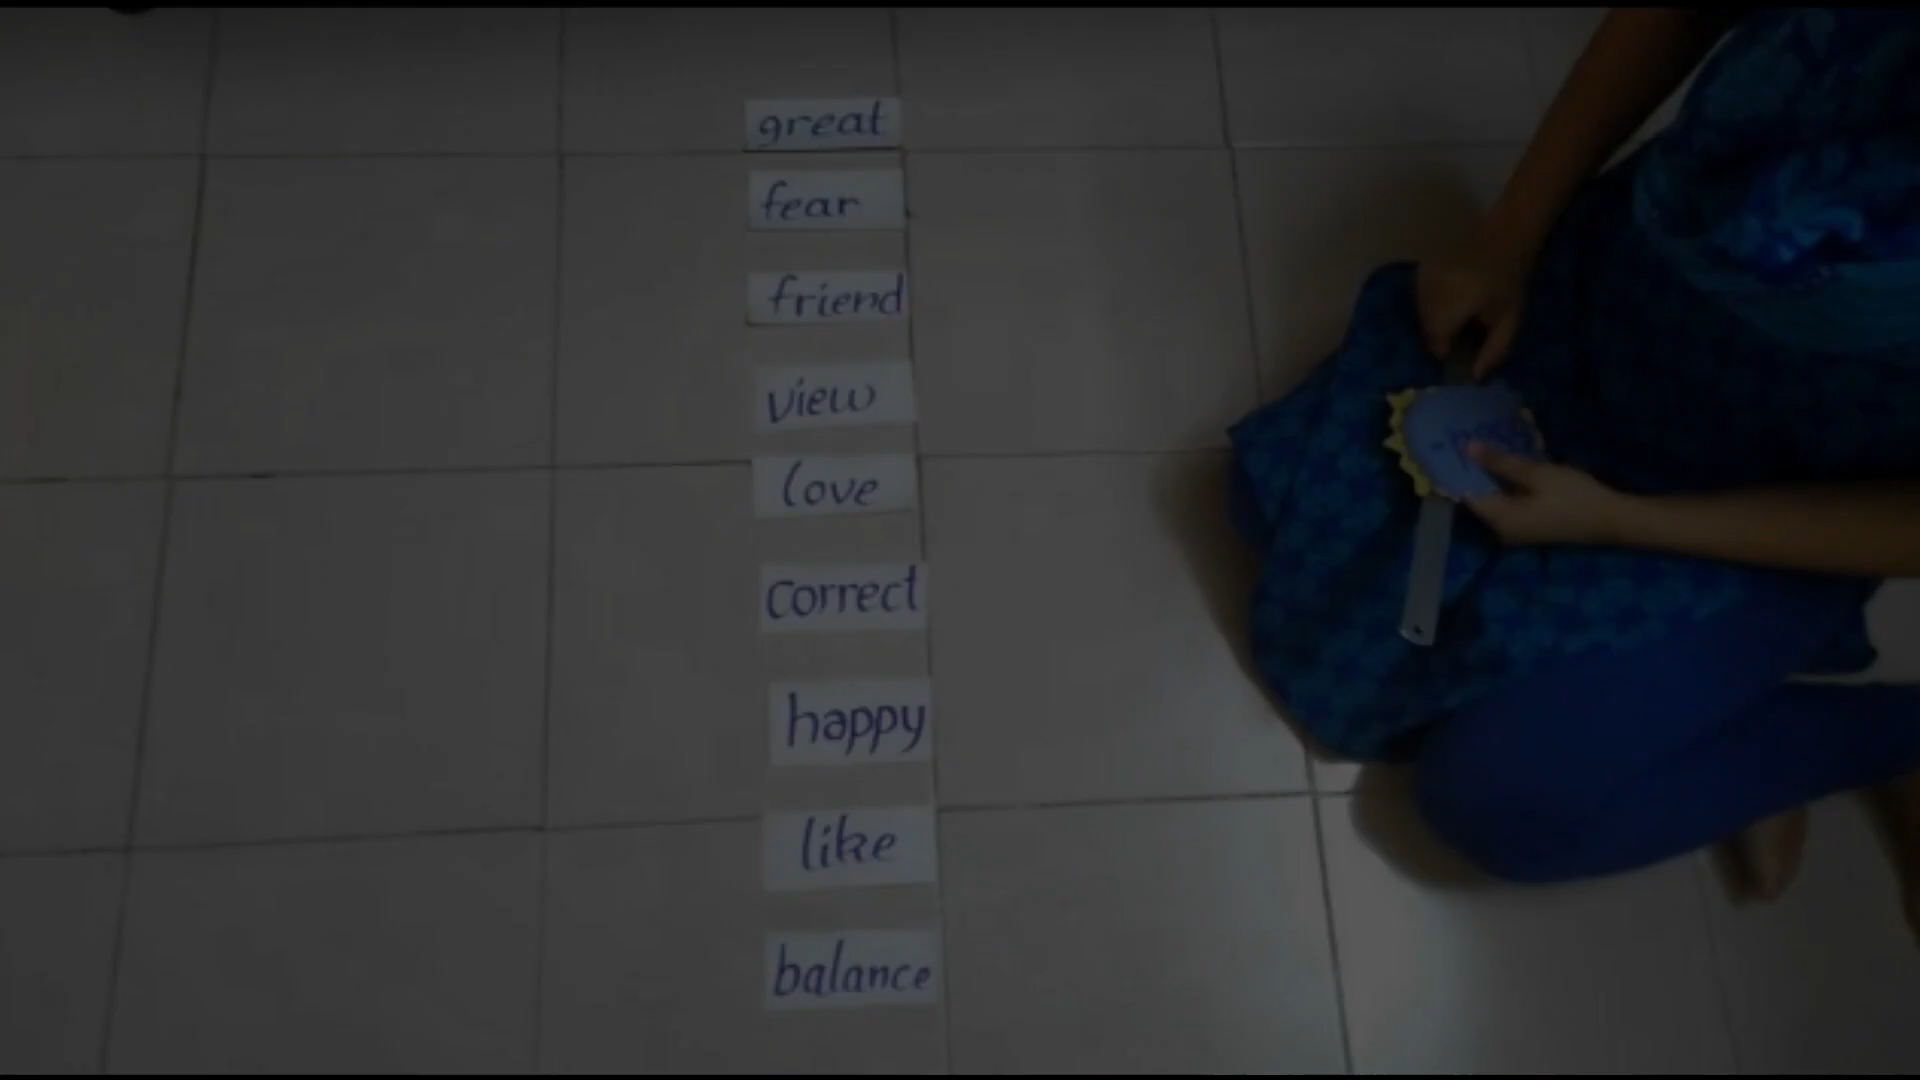 great
fear
friend
view
love
correct
happy
like
balance